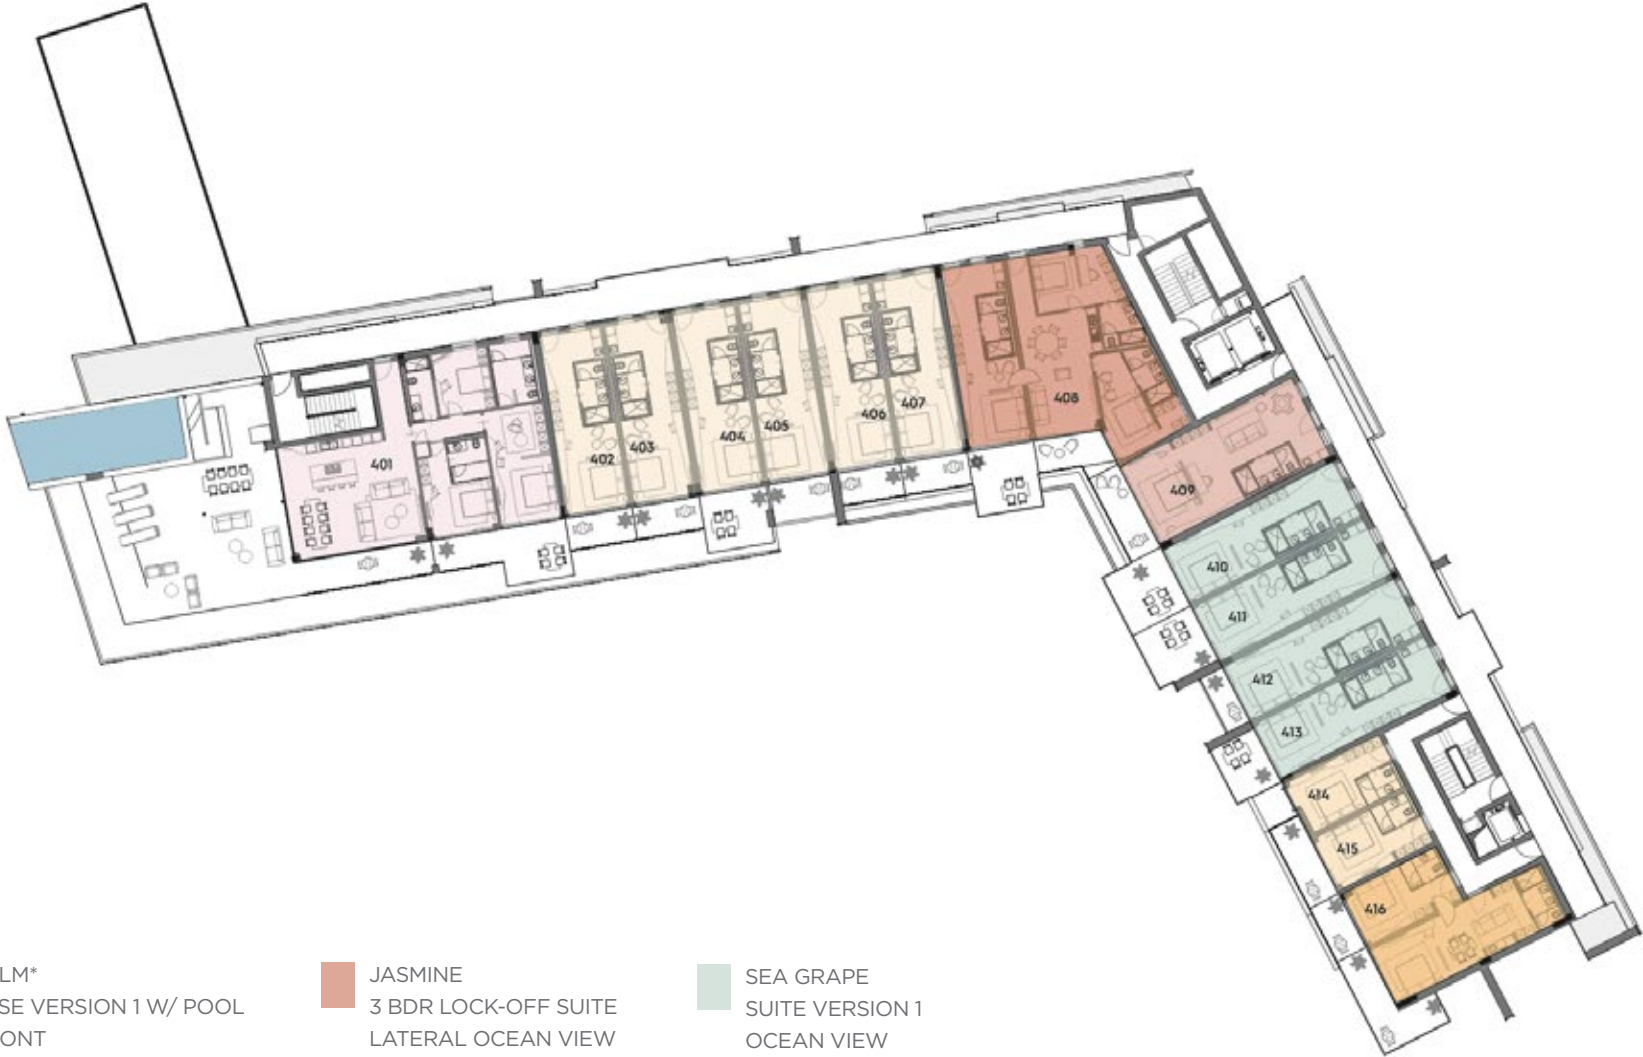 401
402
403
404
405
406
407
408
409
410
411
412
413
414
415
416
LM*
SE VERSION 1 W/ POOL
ONT
JASMINE
3 BDR LOCK-OFF SUITE
LATERAL OCEAN VIEW
SEA GRAPE
SUITE VERSION 1
OCEAN VIEW